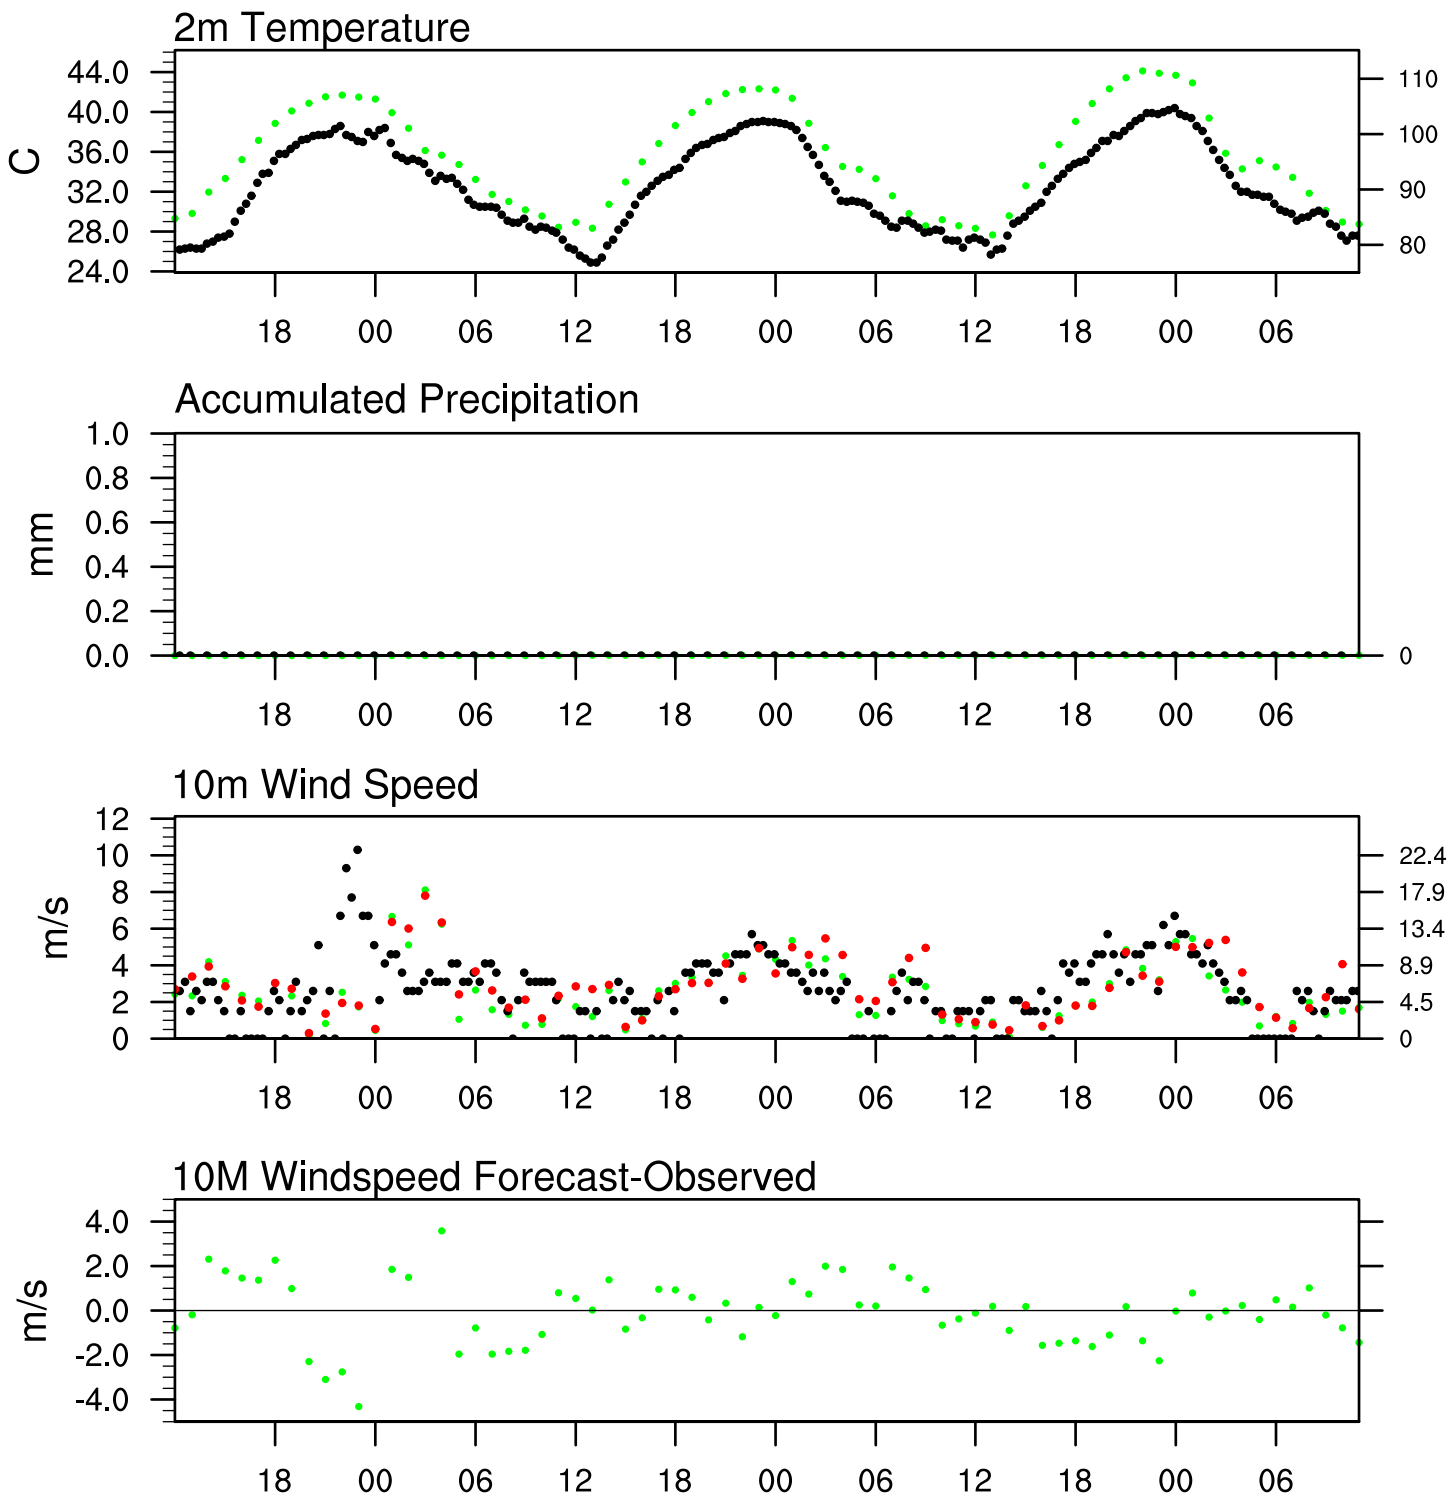 2m Temperature
44.0
40.0
36.0
32.0
28.0
24.0
C
110
100
90
80
18 00 06 12 18 00 06 12 18 00 06
Accumulated Precipitation
1.0
0.8
0.6
0.4
0.2
0.0
mm
0
18 00 06 12 18 00 06 12 18 00 06
10m Wind Speed
12
10
8
6
4
2
0
m/s
22.4
17.9
13.4
8.9
4.5
0
18 00 06 12 18 00 06 12 18 00 06
10M Windspeed Forecast-Observed
4.0
2.0
0.0
-2.0
-4.0
m/s
18 00 06 12 18 00 06 12 18 00 06